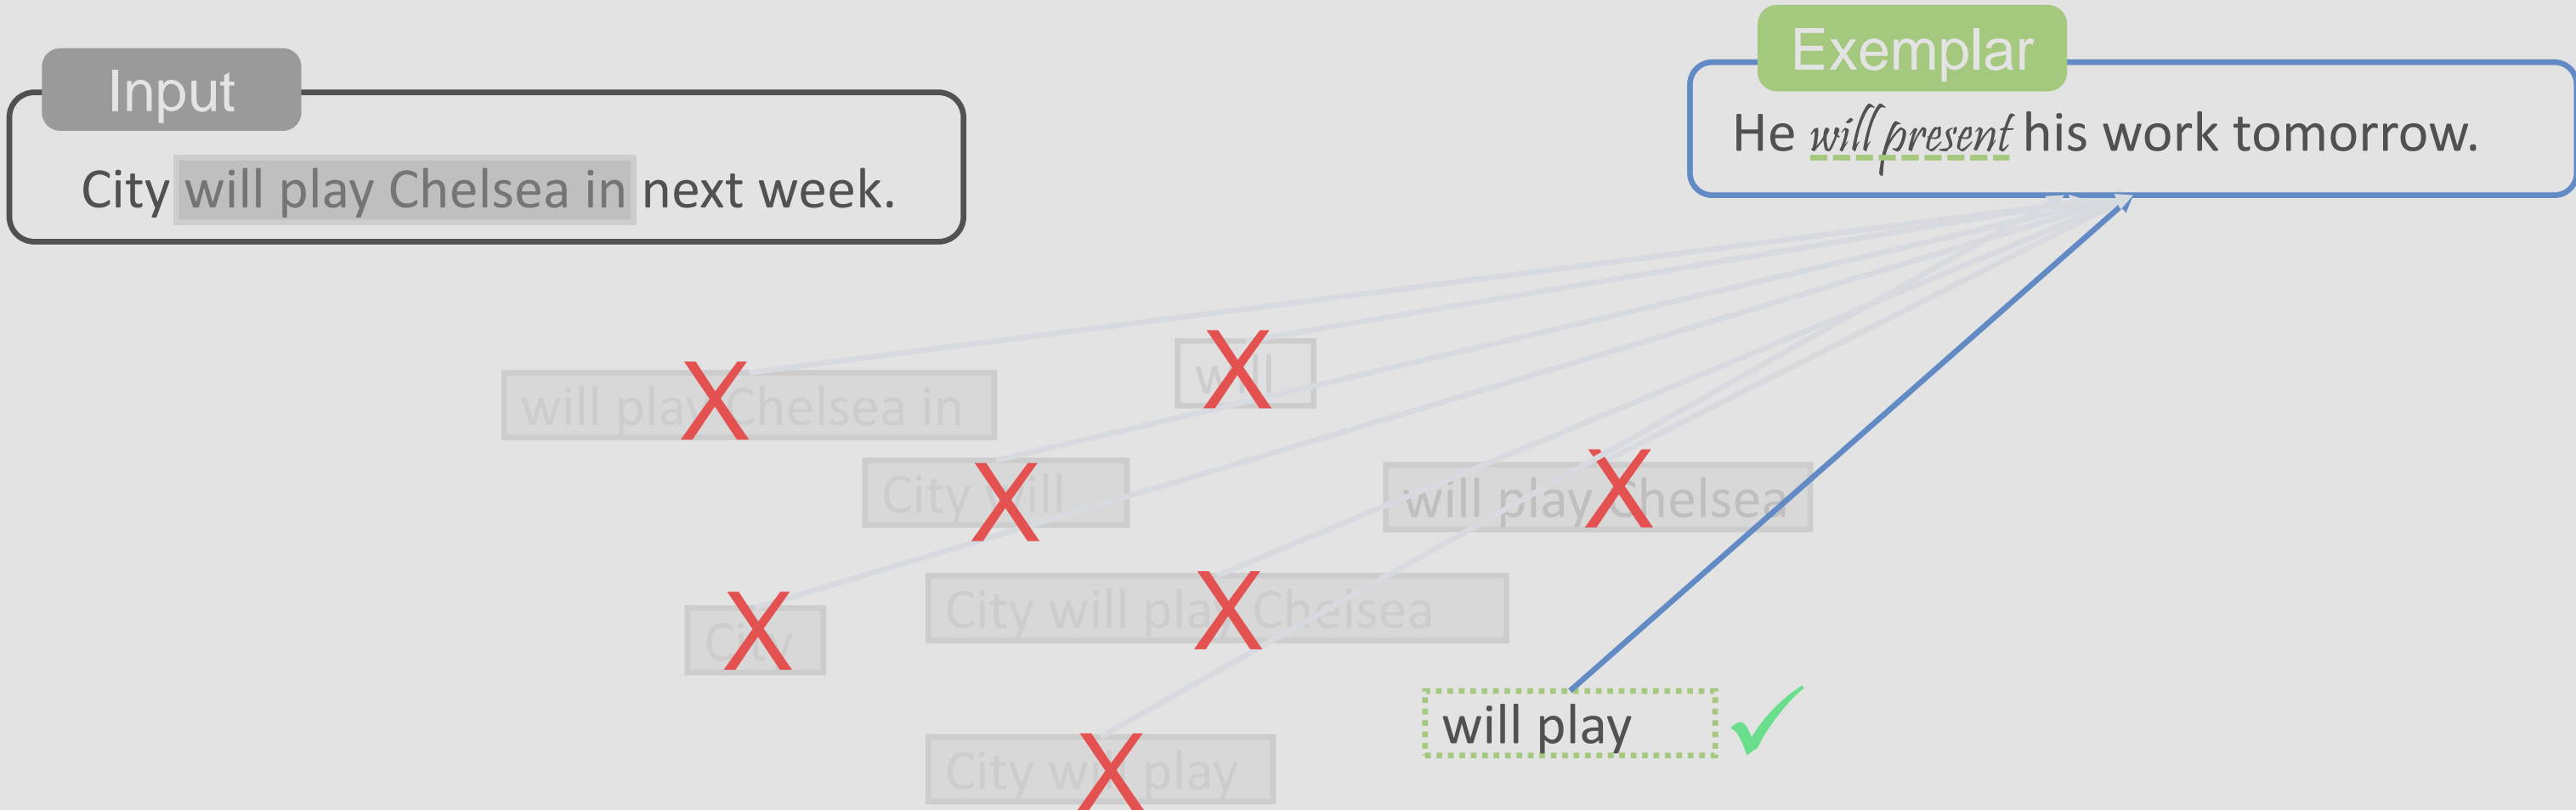 Input
City will play Chelsea in next week.
Exemplar
He will present his work tomorrow.
will
will play Chelsea in
City will
will play Chelsea
City will play Chelsea
City
will play
City will play